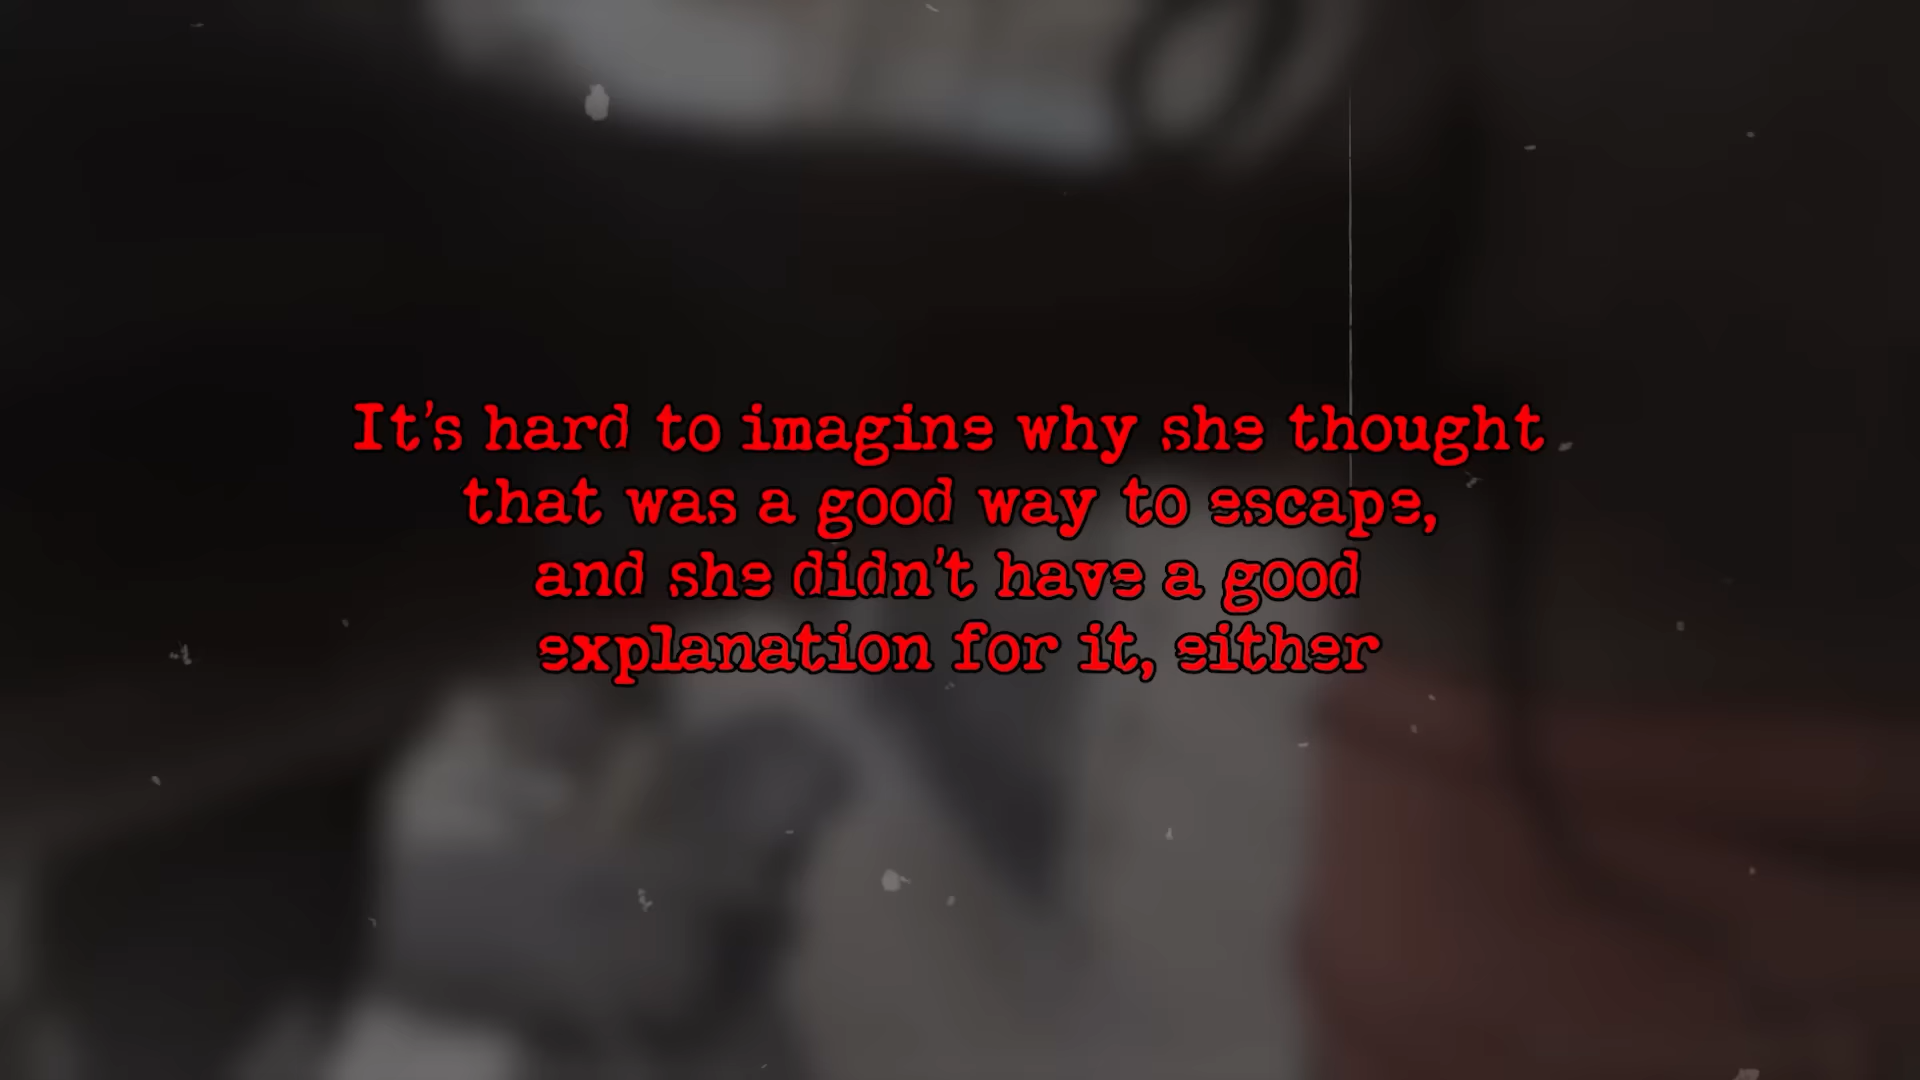 It's hard to imagine why she thought
that was a good way to escape,
and she didn't have a good
explanation for it, either